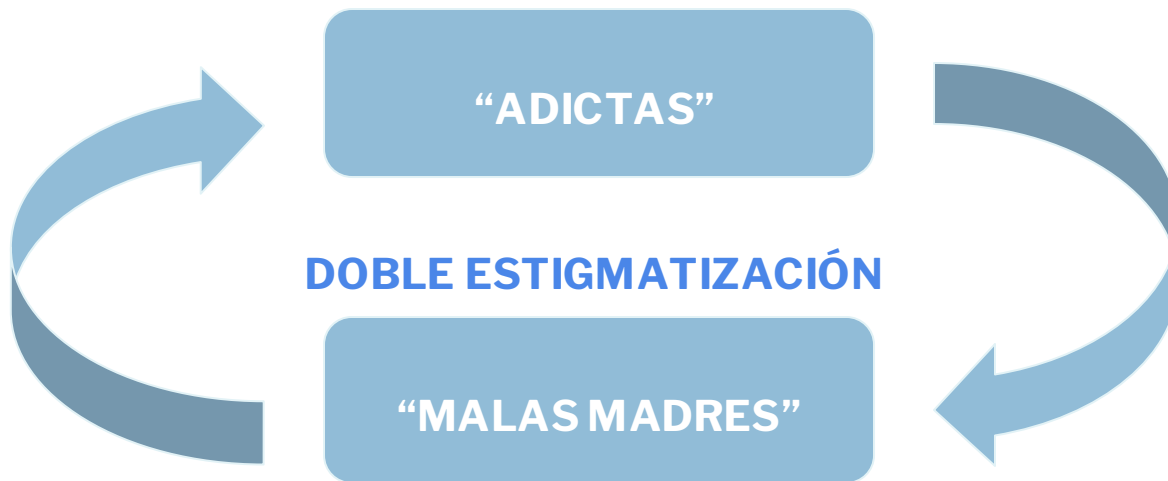 “ADICTAS”
DOBLE ESTIGMATIZACIÓN
“MALAS MADRES”